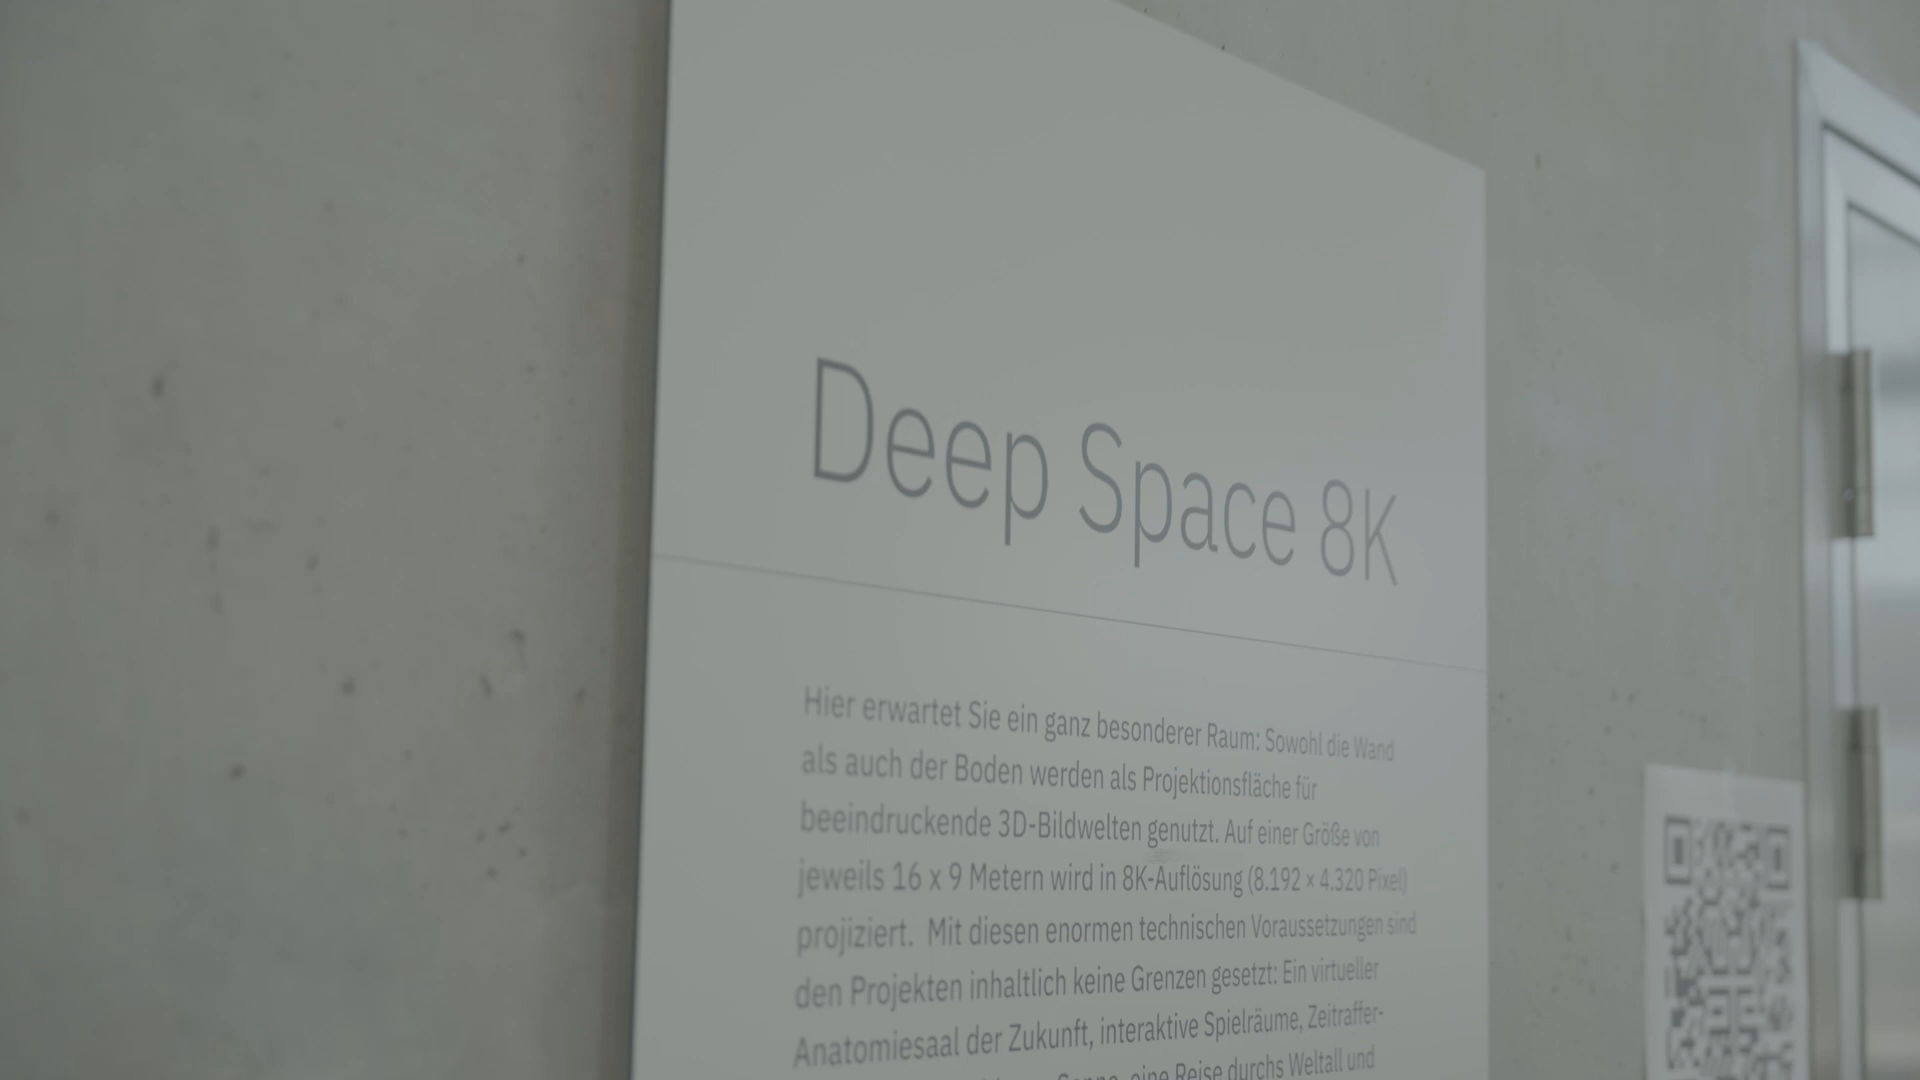 Deep Space 8K
Hier erwartet Sie ein ganz besonderer Raum: Sowohl die Wand
als auch der Boden werden als Projektionsfläche für
beeindruckende 3D-Bildwelten genutzt. Auf einer Größe von
jeweils 16 x 9 Metern wird in 8K-Auflösung (8.192 × 4.320 Pixel)
projiziert.  Mit diesen enormen technischen Voraussetzungen sind
den Projekten inhaltlich keine Grenzen gesetzt: Ein virtueller
Anatomiesaal der Zukunft, interaktive Spielräume, Zeitraffer-
eine Reise durchs Weltall und